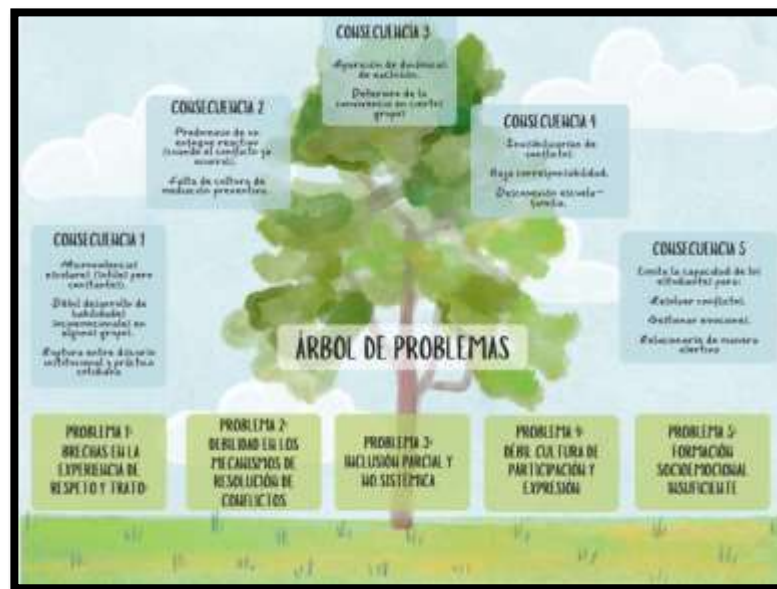 CONSECUENCIA 3
Aparición de dinámicas
de exclusión.
Deterioro de la
convivencia en ciertos
grupos
CONSECUENCIA 2
Predominio de un
enfoque reactivo
(cuando el conflicto ya
ocurrió).
Falta de cultura de
mediación preventiva.
CONSECUENCIA 4
Invisibilización de
conflictos.
Baja corresponsabilidad.
Desconexión escuela-
familia.
CONSECUENCIA 1
escolares (sutiles pero
constantes).
Débil desarrollo de
habilidades
en
algunos grupos.
Ruptura entre discurso
institucional y práctica
cotidiana
CONSECUENCIA 5
Limita la capacidad de los
estudiantes para:
Resolver conflictos.
Gestionar emociones.
Relacionarse de manera
asertiva
ÁRBOL DE PROBLEMAS
PROBLEMA 1:
BRECHAS EN LA
EXPERIENCIA DE
RESPETO Y TRATO
PROBLEMA 2:
DEBILIDAD EN LOS
MECANISMOS DE
RESOLUCIÓN DE
CONFLICTOS
PROBLEMA 3:
INCLUSIÓN PARCIAL Y
NO SISTÉMICA
PROBLEMA 4:
DÉBIL CULTURA DE
PARTICIPACIÓN Y
EXPRESIÓN
PROBLEMA 5:
FORMACIÓN
SOCIOEMOCIONAL
INSUFICIENTE